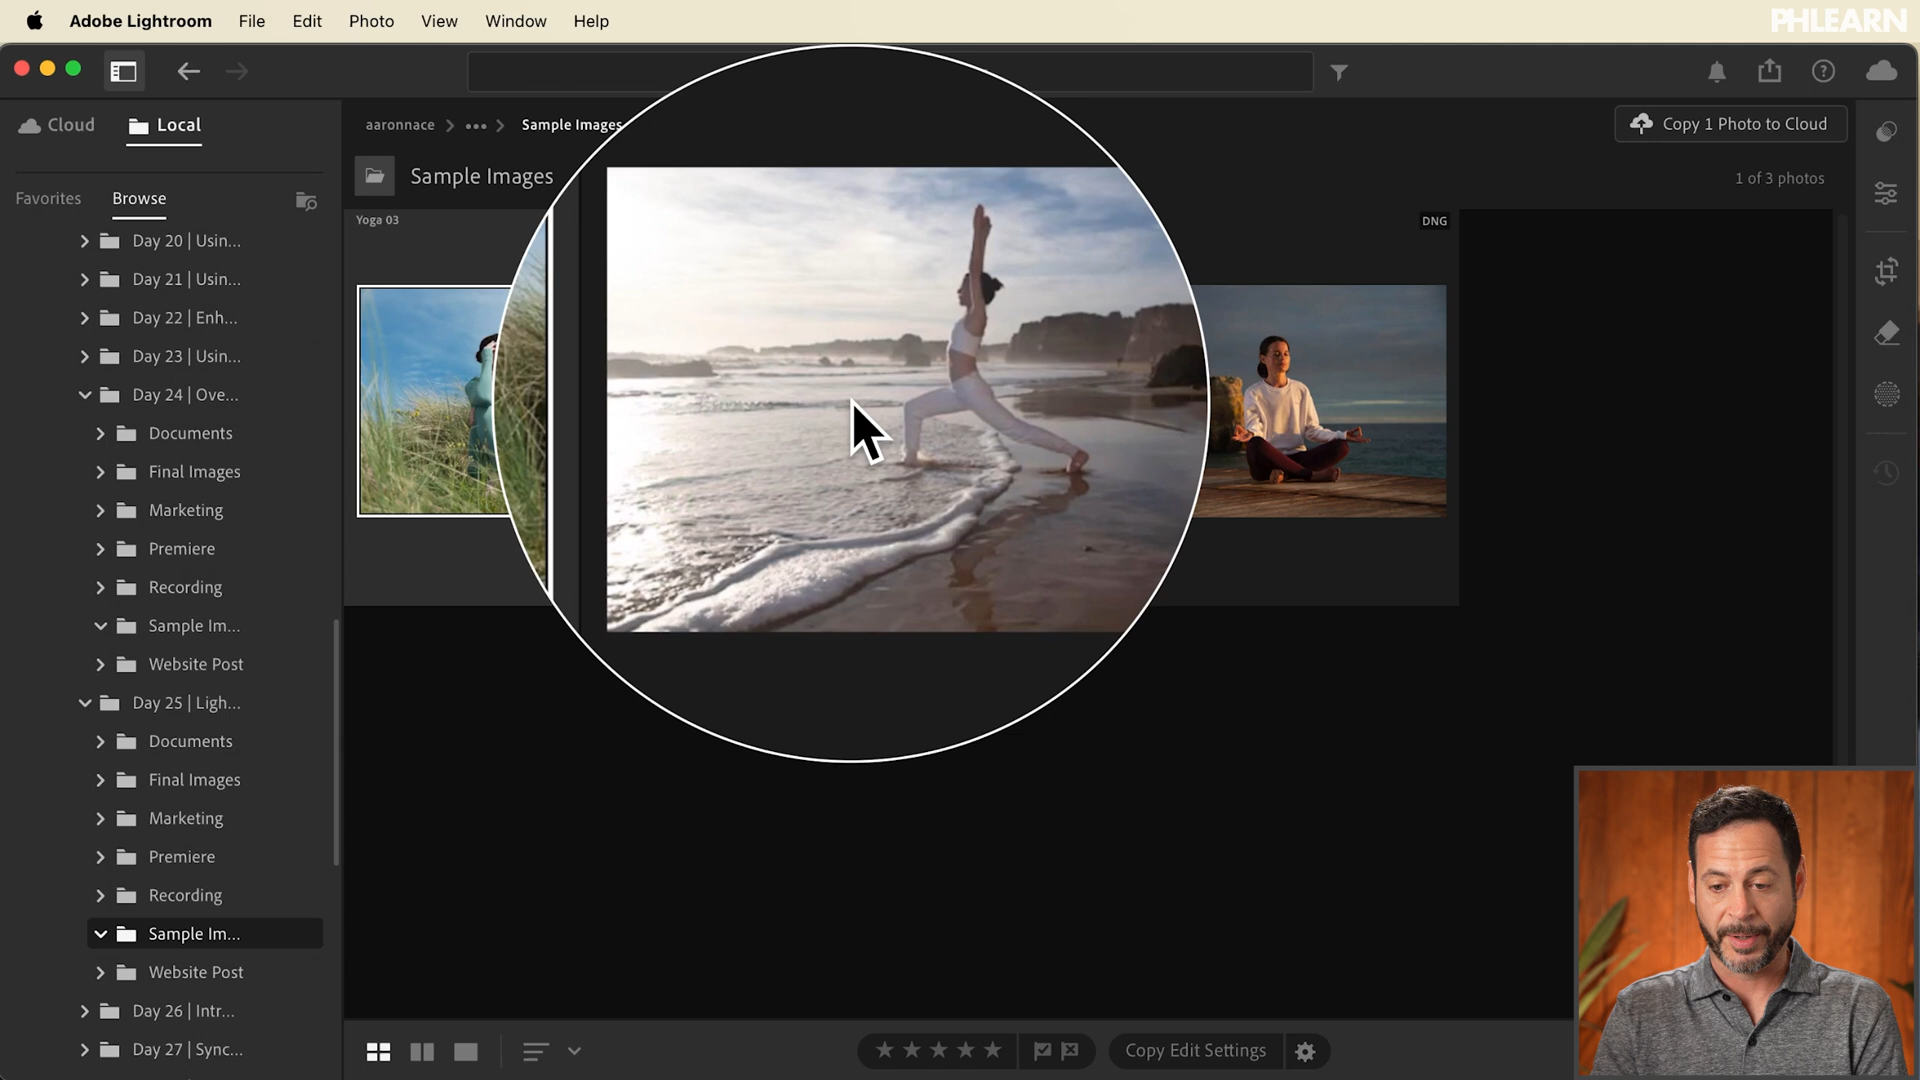 Adobe Lightroom File Edit Photo View Window Help
PHLEARN
Cloud Local
aaronnace > ••• > Sample Images
Copy 1 Photo to Cloud
Sample Images
1 of 3 photos
Favorites Browse
Yoga 03
DNG
Day 20 | Usin...
Day 21 | Usin...
Day 22 | Enh...
Day 23 | Usin...
Day 24 | Ove...
Documents
Final Images
Marketing
Premiere
Recording
Sample Im...
Website Post
Day 25 | Ligh...
Documents
Final Images
Marketing
Premiere
Recording
Sample Im...
Website Post
Day 26 | Intr...
Day 27 | Sync...
Copy Edit Settings